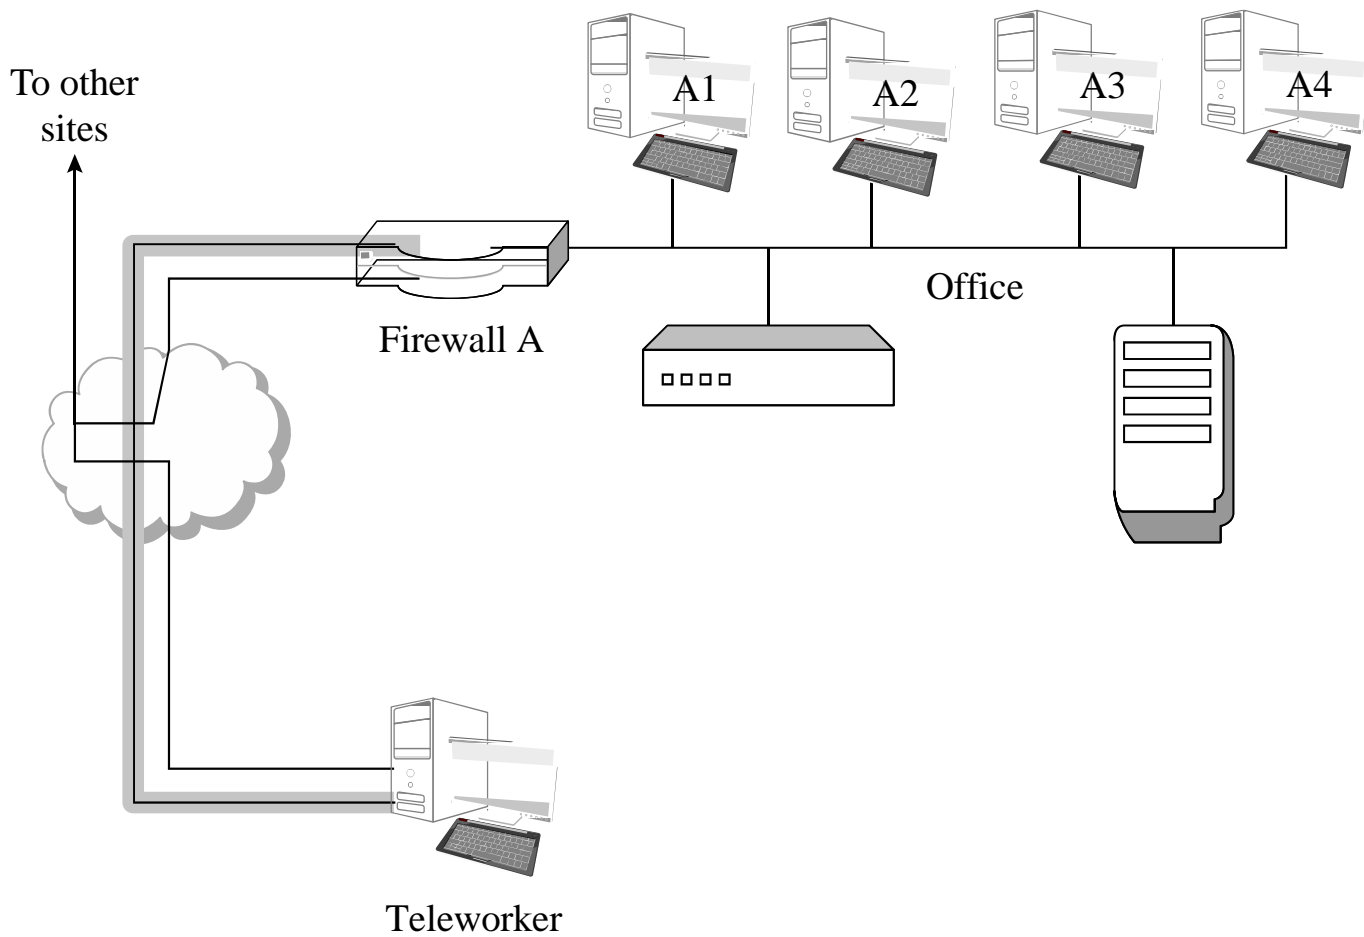 To other
sites
A1
A2
A3
A4
Office
Firewall A
Teleworker